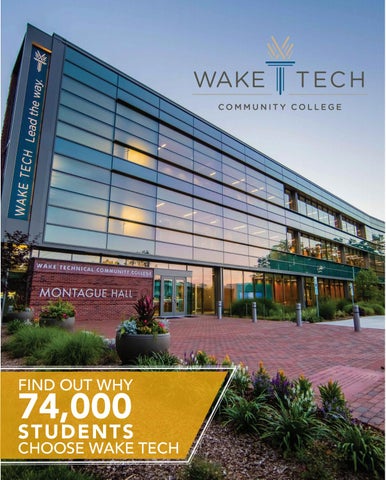 WAKE TECH
COMMUNITY COLLEGE
WAKE TECH Lead the way.
WAKE TECHNICAL COMMUNITY COLLEGE
MONTAGUE HALL
FIND OUT WHY
74,000
STUDENTS
CHOOSE WAKE TECH